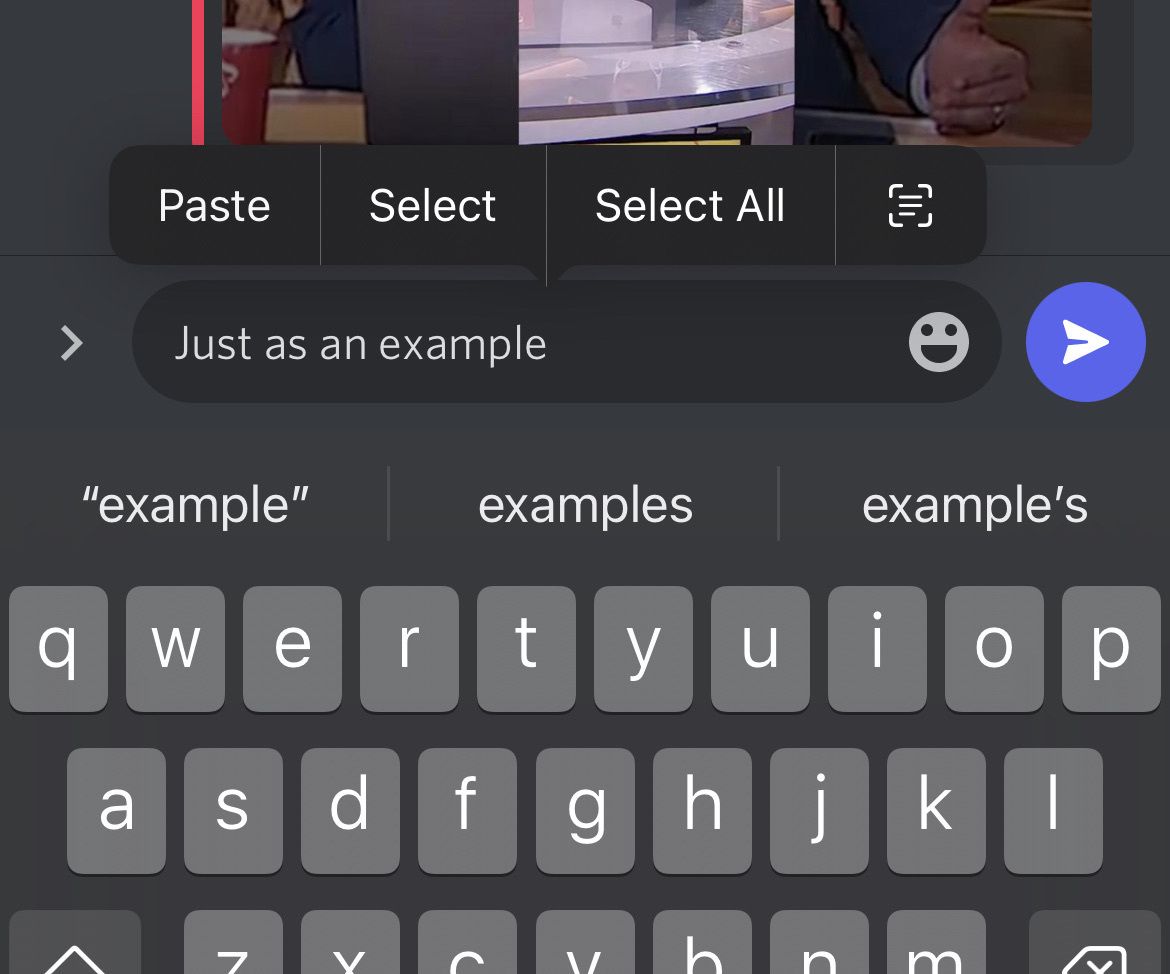 Paste Select Select All
Just as an example
“example” examples example’s
q w e r t y u i o p
a s d f g h j k l
z x c v b n m